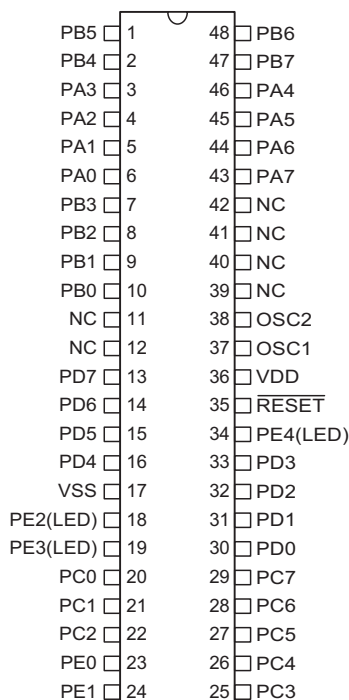 PB5 1 48 PB6
PB4 2 47 PB7
PA3 3 46 PA4
PA2 4 45 PA5
PA1 5 44 PA6
PA0 6 43 PA7
PB3 7 42 NC
PB2 8 41 NC
PB1 9 40 NC
PB0 10 39 NC
NC 11 38 OSC2
NC 12 37 OSC1
PD7 13 36 VDD
PD6 14 35 RESET
PD5 15 34 PE4(LED)
PD4 16 33 PD3
VSS 17 32 PD2
PE2(LED) 18 31 PD1
PE3(LED) 19 30 PD0
PC0 20 29 PC7
PC1 21 28 PC6
PC2 22 27 PC5
PE0 23 26 PC4
PE1 24 25 PC3